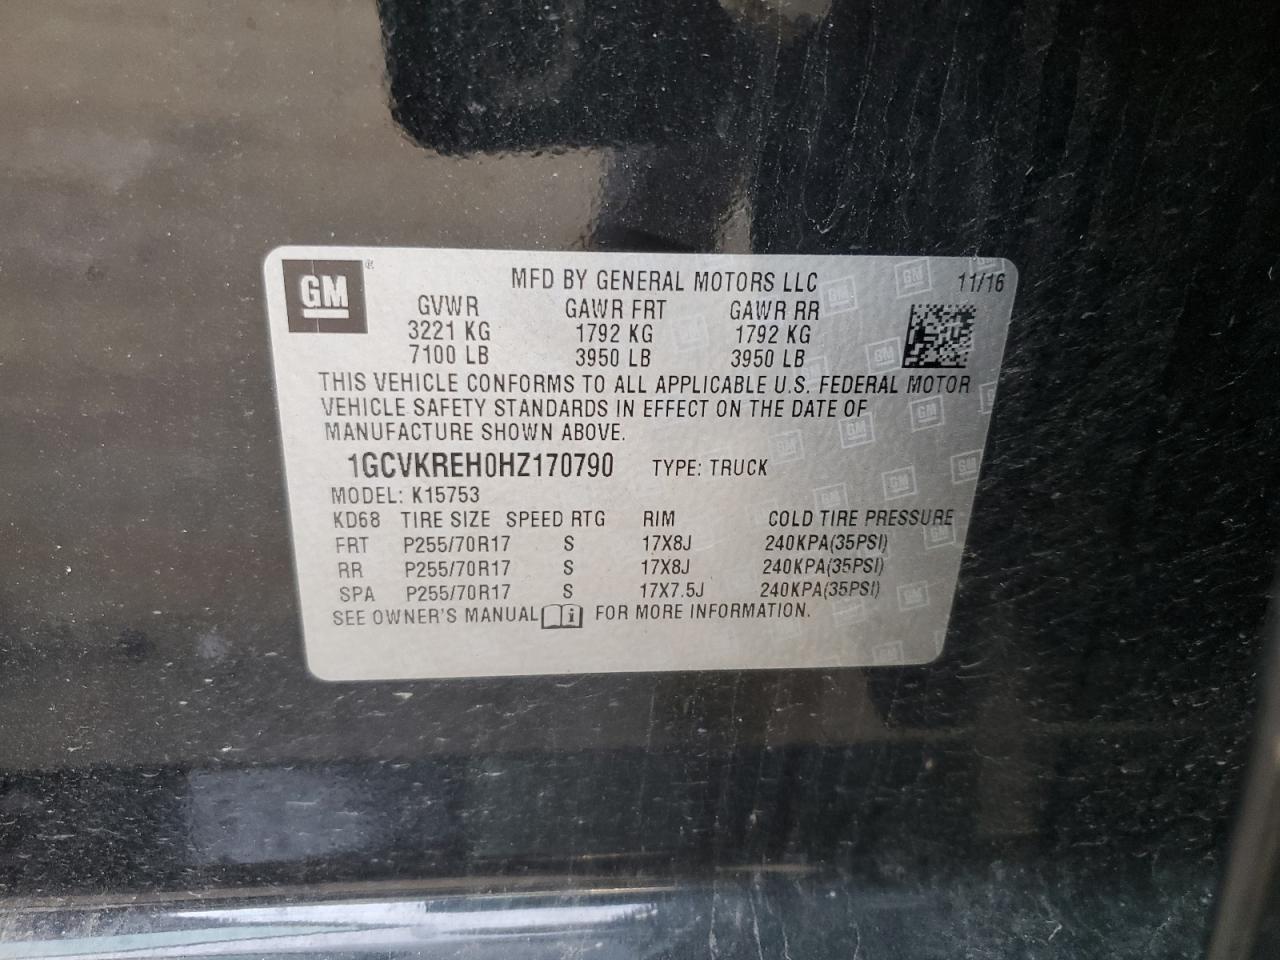 GM ® MFD BY GENERAL MOTORS LLC 11/16
GVWR GAWR FRT GAWR RR
3221 KG 1792 KG 1792 KG
7100 LB 3950 LB 3950 LB
THIS VEHICLE CONFORMS TO ALL APPLICABLE U.S. FEDERAL MOTOR
VEHICLE SAFETY STANDARDS IN EFFECT ON THE DATE OF
MANUFACTURE SHOWN ABOVE.
1GCVKREH0HZ170790 TYPE: TRUCK
MODEL: K15753
KD68 TIRE SIZE SPEED RTG RIM COLD TIRE PRESSURE
FRT P255/70R17 S 17X8J 240KPA(35PSI)
RR P255/70R17 S 17X8J 240KPA(35PSI)
SPA P255/70R17 S 17X7.5J 240KPA(35PSI)
SEE OWNER'S MANUAL FOR MORE INFORMATION.